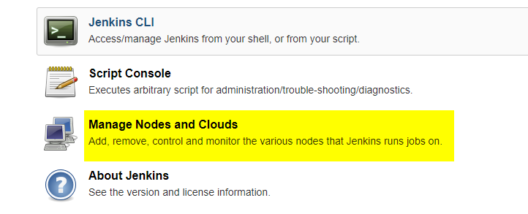 Jenkins CLI
Access/manage Jenkins from your shell, or from your script.
Script Console
Executes arbitrary script for administration/trouble-shooting/diagnostics.
Manage Nodes and Clouds
Add, remove, control and monitor the various nodes that Jenkins runs jobs on.
About Jenkins
See the version and license information.